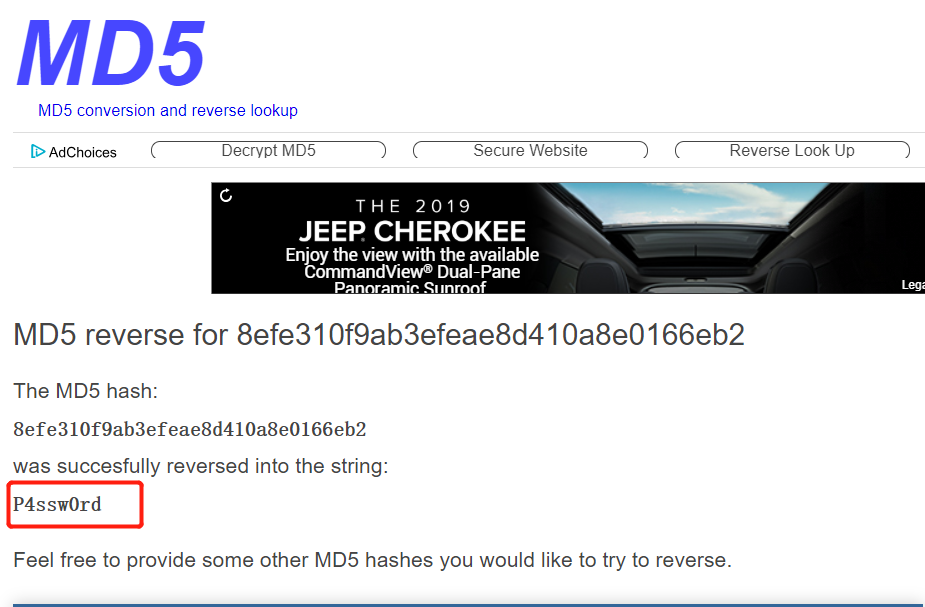 MD5
MD5 conversion and reverse lookup
AdChoices
Decrypt MD5
Secure Website
Reverse Look Up
THE 2019
JEEP CHEROKEE
Enjoy the view with the available
CommandView® Dual-Pane
Panoramic Sunroof
Lega
MD5 reverse for 8efe310f9ab3efeae8d410a8e0166eb2
The MD5 hash:
8efe310f9ab3efeae8d410a8e0166eb2
was succesfully reversed into the string:
P4ssw0rd
Feel free to provide some other MD5 hashes you would like to try to reverse.